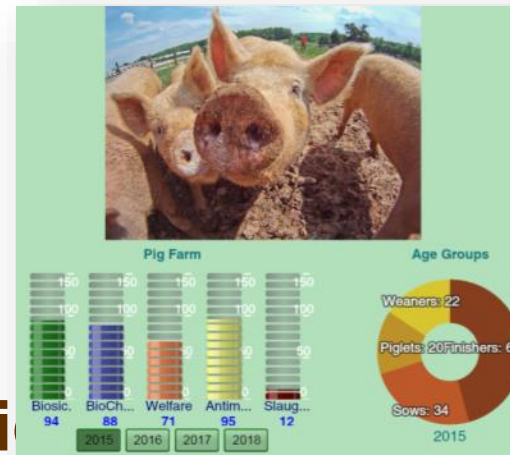 Pig Farm
Age Groups
150 150 150 150 150
100 100 100 100 100
50 50 50 50 50
0 0 0 0 0
Weaners: 22
Piglets: 20 Finishers: 6
Sows: 34
Biosic. BioCh... Welfare Antim... Slaug...
94 88 71 95 12
2015
2015 2016 2017 2018